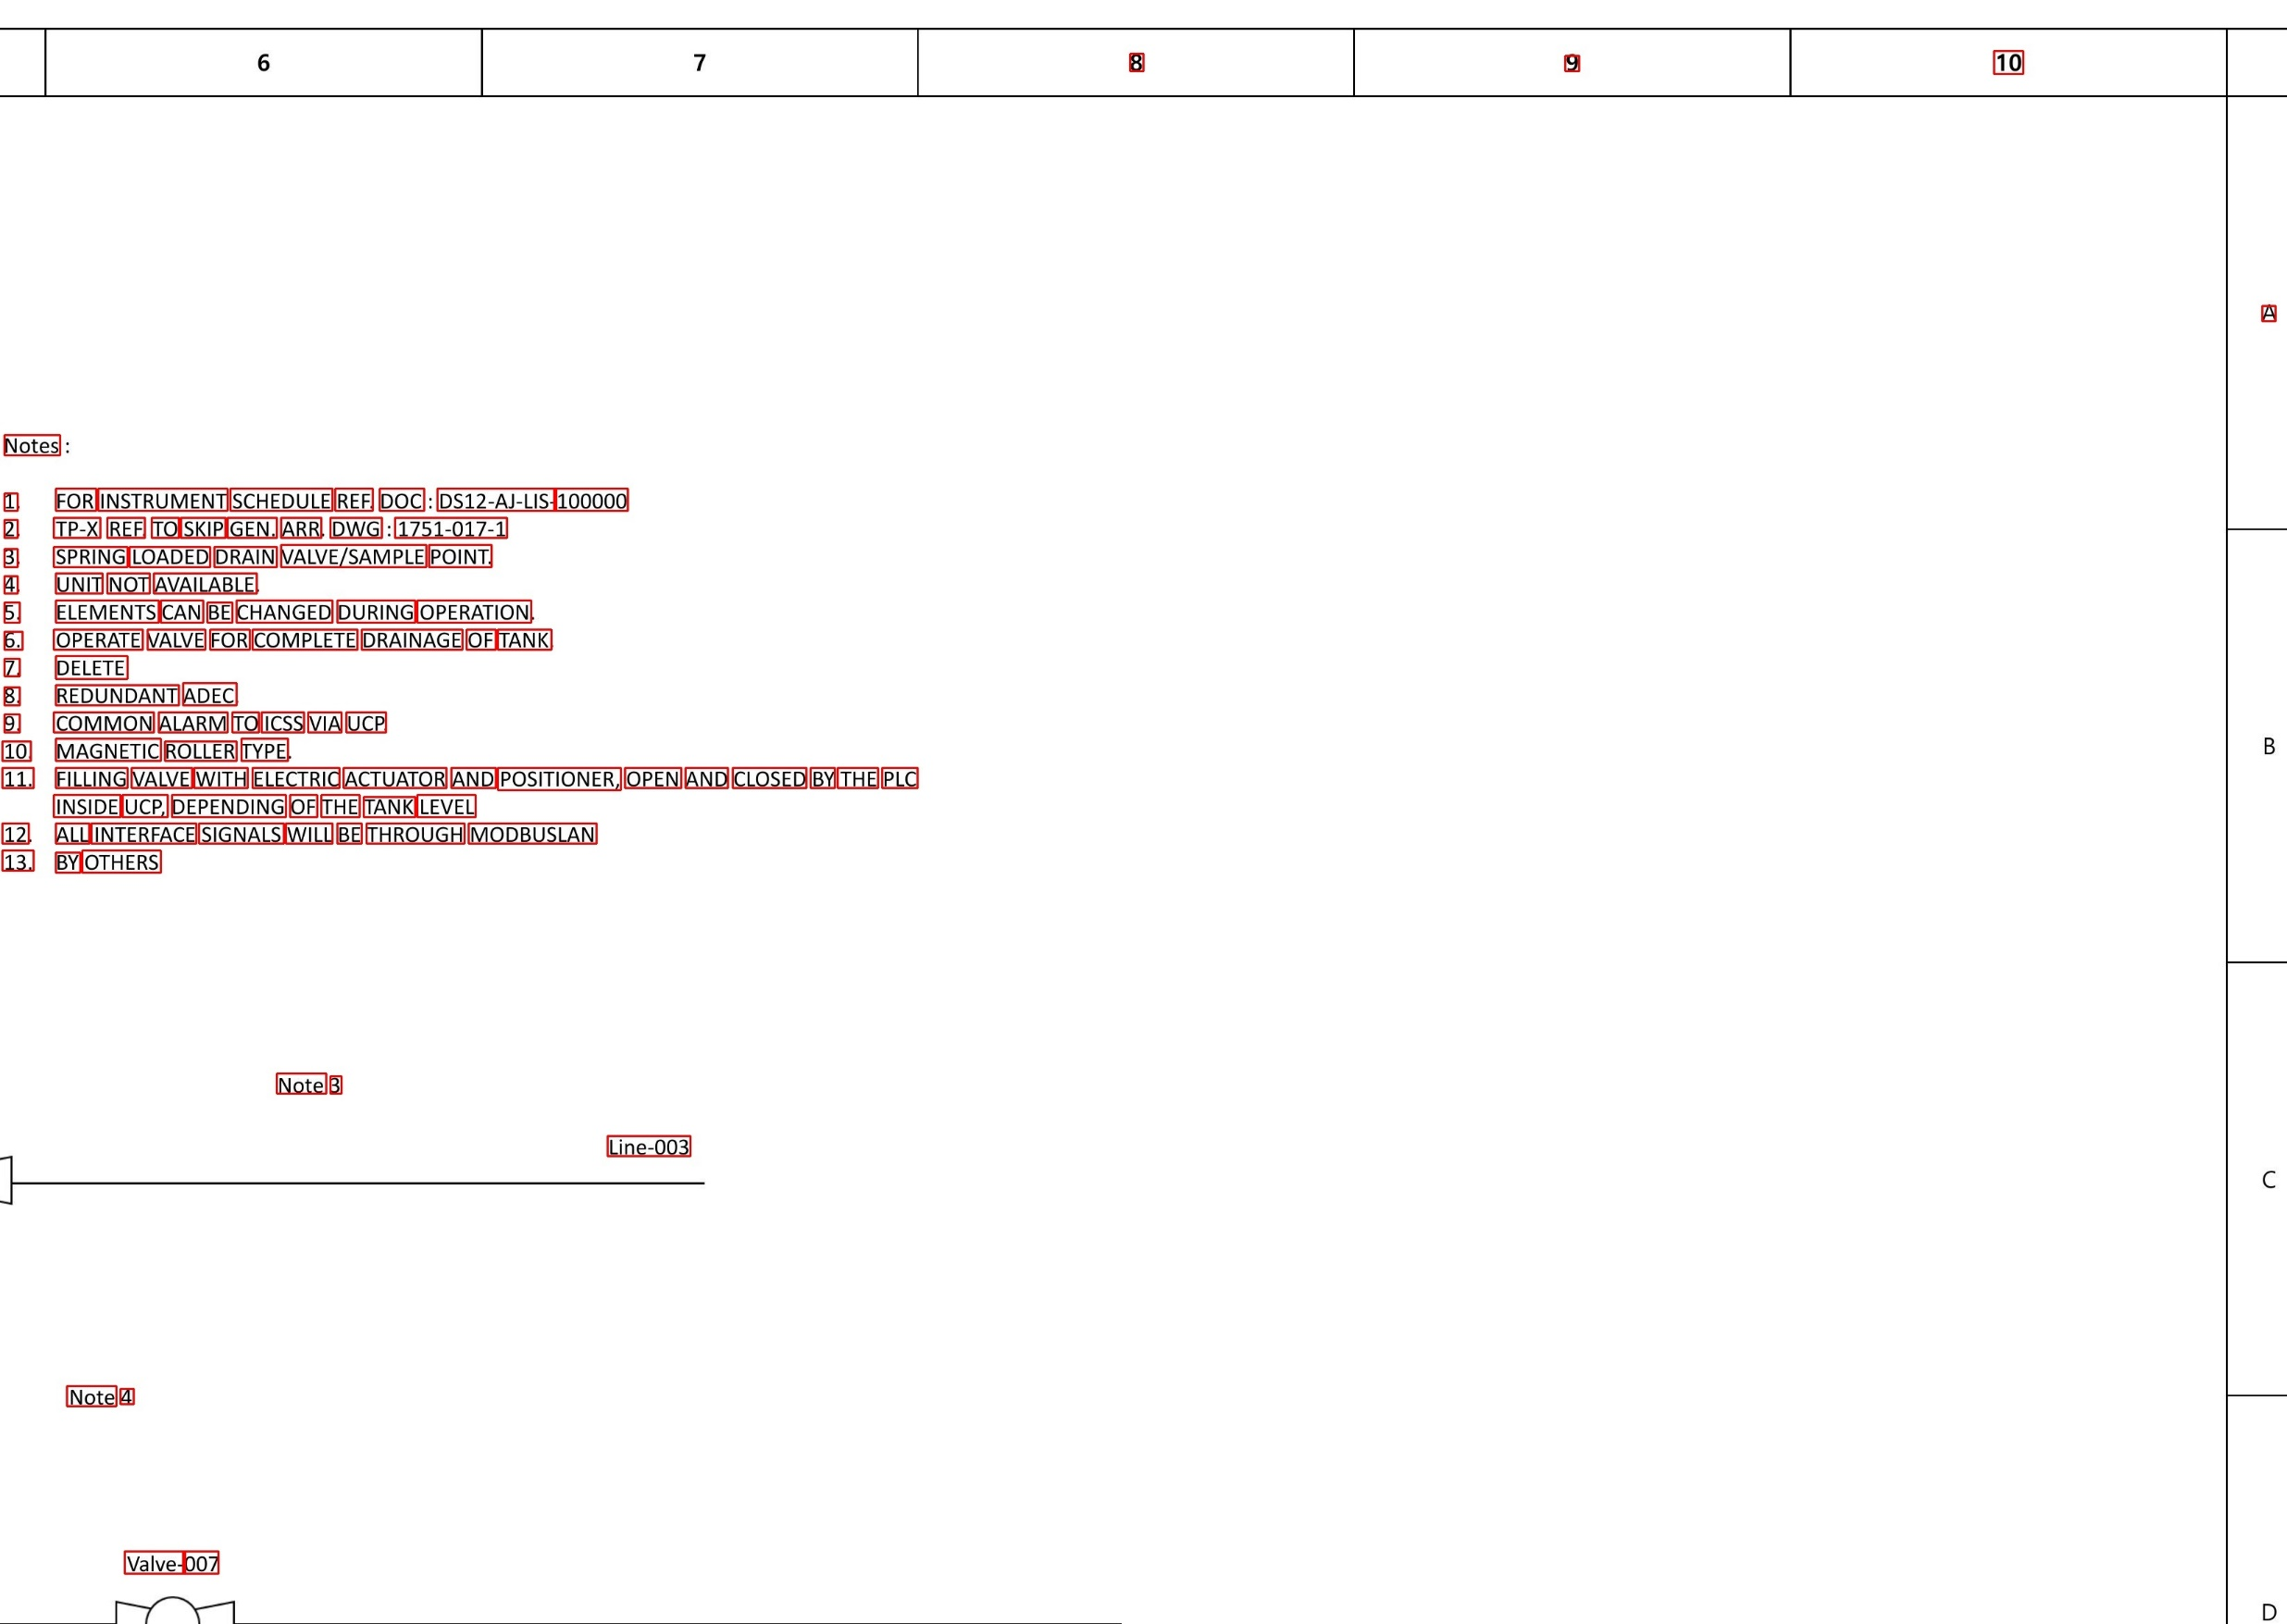 6 7 8 9 10
A
Notes :
1. FOR INSTRUMENT SCHEDULE REF. DOC : DS12-AJ-LIS-100000
2. TP-X REF TO SKIP GEN. ARR. DWG : 1751-017-1
3. SPRING LOADED DRAIN VALVE/SAMPLE POINT.
4. UNIT NOT AVAILABLE.
5. ELEMENTS CAN BE CHANGED DURING OPERATION.
6. OPERATE VALVE FOR COMPLETE DRAINAGE OF TANK
7. DELETE
8. REDUNDANT ADEC
9. COMMON ALARM TO ICSS VIA UCP
10. MAGNETIC ROLLER TYPE.
11. FILLING VALVE WITH ELECTRIC ACTUATOR AND POSITIONER, OPEN AND CLOSED BY THE PLC
INSIDE UCP, DEPENDING OF THE TANK LEVEL
12. ALL INTERFACE SIGNALS WILL BE THROUGH MODBUSLAN
13. BY OTHERS
B
Note 3
Line-003
C
Note 4
Valve-007
D